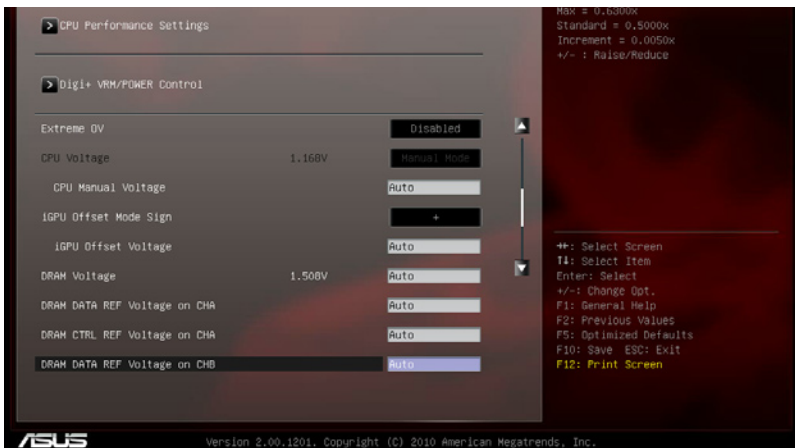 > CPU Performance Settings
> Digi+ VRM/POWER Control
Extreme OV Disabled
CPU Voltage 1.160V Manual Mode
CPU Manual Voltage Auto
iGPU Offset Mode Sign +
iGPU Offset Voltage Auto
DRAM Voltage 1.508V Auto
DRAM DATA REF Voltage on CHA Auto
DRAM CTRL REF Voltage on CHA Auto
DRAM DATA REF Voltage on CHB Auto
Max = 0.6300x
Standard = 0.5000x
Increment = 0.0050x
+/- : Raise/Reduce
→←: Select Screen
↑↓: Select Item
Enter: Select
+/-: Change Opt.
F1: General Help
F2: Previous Values
F5: Optimized Defaults
F10: Save ESC: Exit
F12: Print Screen
ASUS
Version 2.00.1201. Copyright (C) 2010 American Megatrends, Inc.